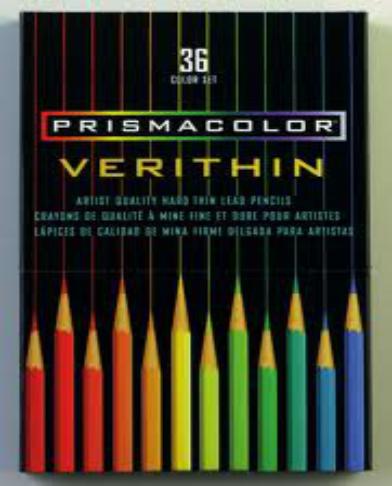 36
COLOR SET
PRISMACOLOR
VERITHIN
ARTIST QUALITY HARD THIN LEAD PENCILS
CRAYONS DE QUALITÉ À MINE FINE ET DURE POUR ARTISTES
LÁPICES DE CALIDAD DE MINA FIRME DELGADA PARA ARTISTAS